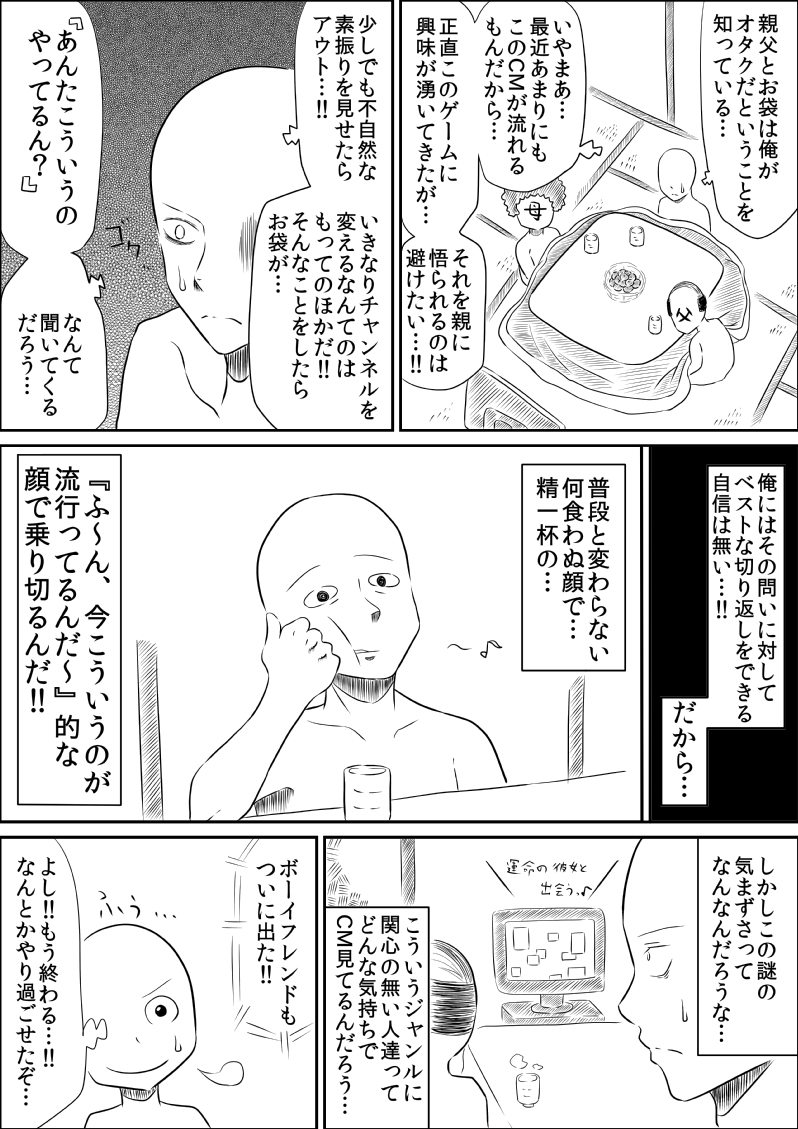 親父とお袋は俺が
オタクだということを
知っている…
いやまあ…
最近あまりにも
このCMが流れる
もんだから…
正直このゲームに
興味が湧いてきたが…
それを親に
悟られるのは
避けたい…!!
母
父
少しでも不自然な
素振りを見せたら
アウト…!!
いきなりチャンネルを
変えるなんてのは
もってのほかだ!!
そんなことをしたら
お袋が…
ゴクッ
『あんたこういうの
やってるん?』
なんて
聞いてくる
だろう…
俺にはその問いに対して
ベストな切り返しをできる
自信は無い…!!
だから…
普段と変わらない
何食わぬ顔で…
精一杯の…
『ふ〜ん、今こういうのが
流行ってるんだ〜』的な
顔で乗り切るんだ!!
しかしこの謎の
気まずさって
なんなんだろうな…
運命の彼女と
出会う、♪
こういうジャンルに
関心の無い人達って
どんな気持ちで
CM見てるんだろう…
ボーイフレンドも
ついに出た!!
ふぅ…
よし!!もう終わる…!!
なんとかやり過ごせたぞ…